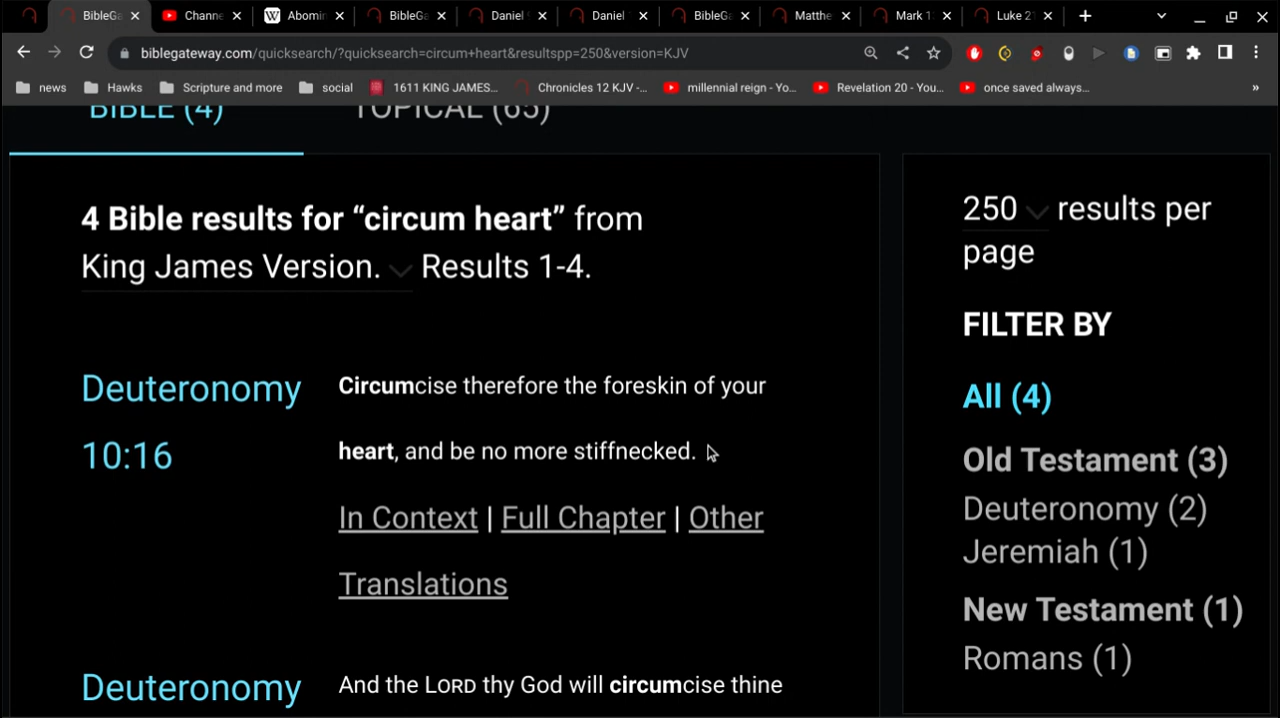 BibleGa
Channe
Abomin
BibleGa
Daniel 9
Daniel
BibleGa
Matthe
Mark 1
Luke 21
biblegateway.com/quicksearch/?quicksearch=circum+heart&resultspp=250&version=KJV
news
Hawks
Scripture and more
social
1611 KING JAMES...
Chronicles 12 KJV -...
millennial reign - Yo...
Revelation 20 - You...
once saved always...
»
BIBLE (4)
TOPICAL (65)
4 Bible results for “circum heart” from
King James Version. Results 1-4.
Deuteronomy
10:16
Circumcise therefore the foreskin of your
heart, and be no more stiffnecked.
In Context | Full Chapter | Other
Translations
Deuteronomy
And the LORD thy God will circumcise thine
250 results per
page
FILTER BY
All (4)
Old Testament (3)
Deuteronomy (2)
Jeremiah (1)
New Testament (1)
Romans (1)